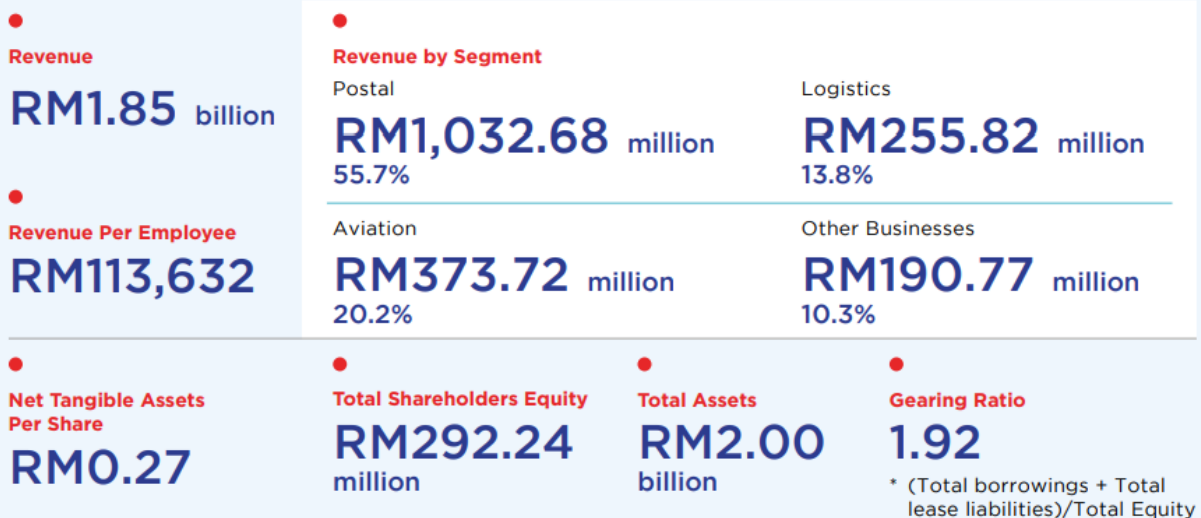 Revenue
RM1.85 billion
Revenue Per Employee
RM113,632
Revenue by Segment
Postal
RM1,032.68 million
55.7%
Logistics
RM255.82 million
13.8%
Aviation
RM373.72 million
20.2%
Other Businesses
RM190.77 million
10.3%
Net Tangible Assets
Per Share
RM0.27
Total Shareholders Equity
RM292.24
million
Total Assets
RM2.00
billion
Gearing Ratio
1.92
* (Total borrowings + Total
lease liabilities)/Total Equity